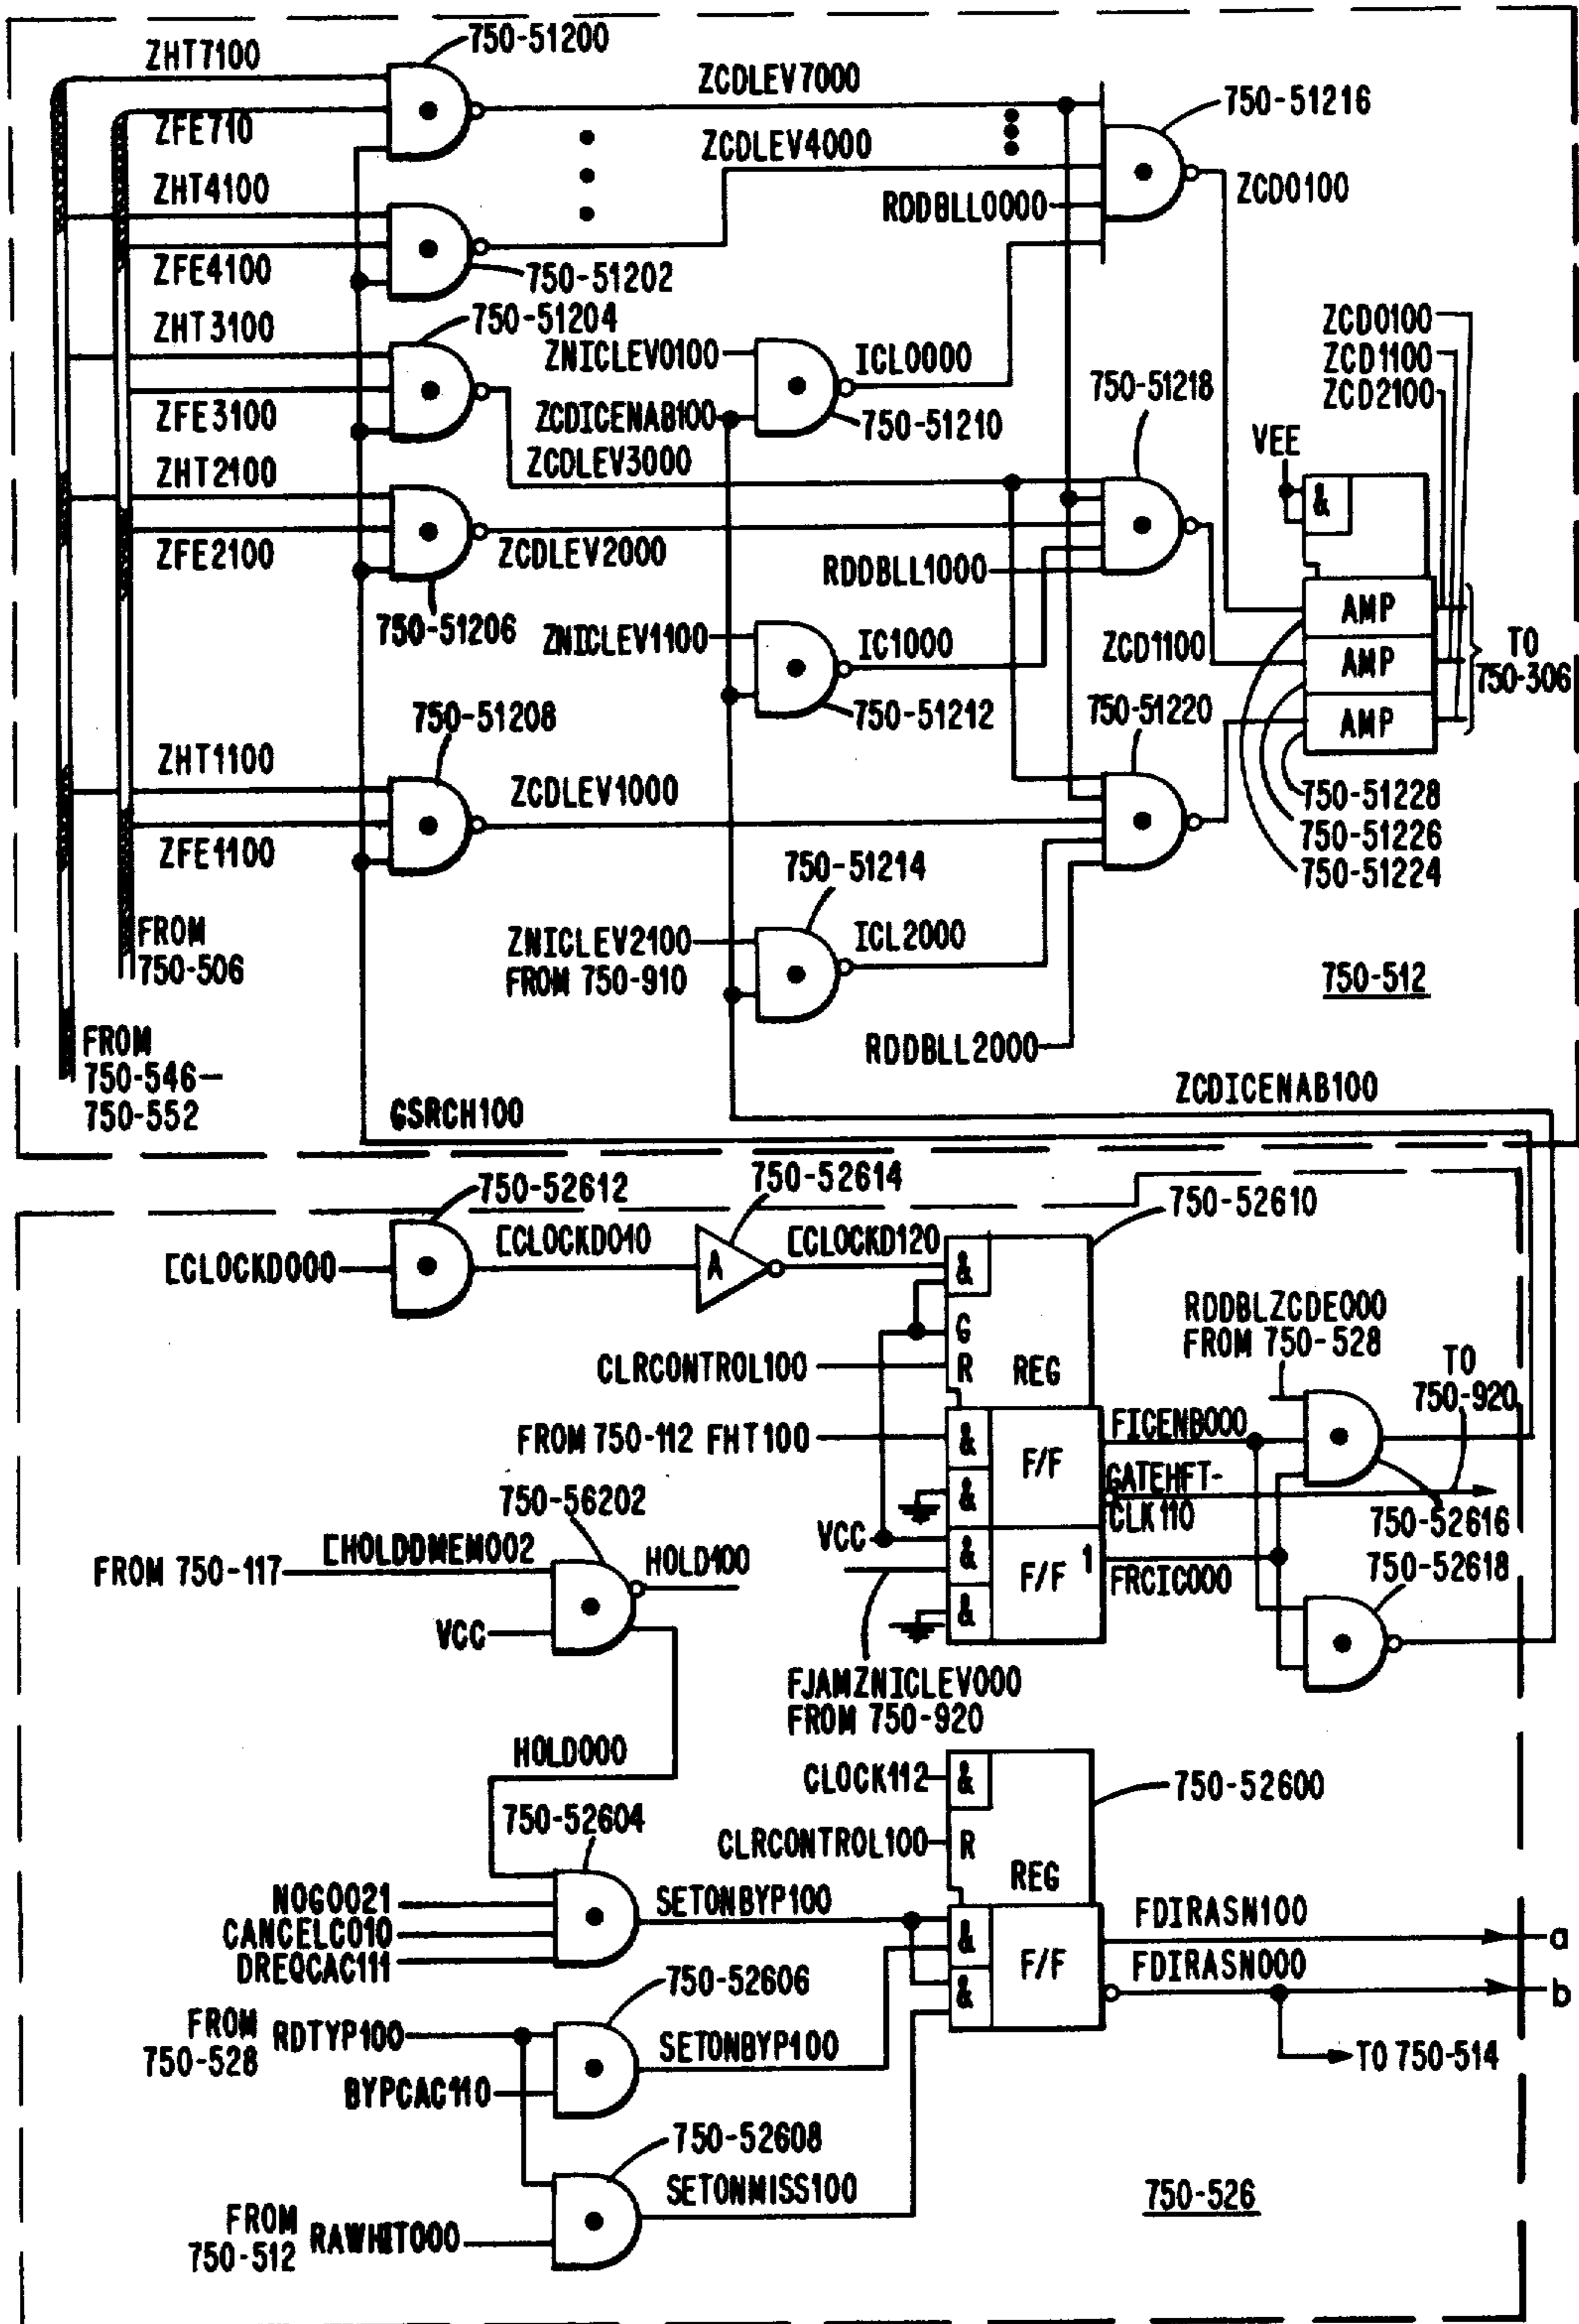 ZHT7100
750-51200
ZCDLEV7000
750-51216
ZFE710
ZCDLEV4000
ZHT4100
RDDBLL0000
ZCD0100
ZFE4100
750-51202
ZHT3100
750-51204
ZNICLEV0100
ICL0000
750-51218
ZCD0100
ZCD1100
ZCD2100
ZFE3100
ZCDICENAB100
750-51210
VEE
ZHT2100
ZCDLEV3000
&
ZFE2100
ZCDLEV2000
RDDBLL1000
AMP
750-51206
ZNICLEV1100
IC1000
ZCD1100
AMP
TO
750-306
750-51208
750-51212
750-51220
AMP
ZHT1100
ZCDLEV1000
750-51228
750-51226
750-51224
ZFE1100
750-51214
FROM
750-506
ZNICLEV2100
FROM 750-910
ICL2000
750-512
FROM
750-546—
750-552
RDDBLL2000
GSRCH100
ZCDICENAB100
750-52612
750-52614
750-52610
[CLOCKD000
[CLOCKD010
A
[CLOCKD120
&
G
R
REG
RDDBLZCDE000
FROM 750-528
TO
750-920
CLRCONTROL100
FROM 750-112 FHT100
&
F/F
FICENB000
&
GATEHFT-
CLK110
750-56202
VCC
750-52616
FROM 750-117
[HOLDDMEM002
HOLD100
&
F/F 1
FRCIC000
750-52618
VCC
&
FJAMZNICLEV000
FROM 750-920
HOLD000
CLOCK112
&
750-52600
750-52604
CLRCONTROL100
R
REG
NOGO021
CANCELC010
DREQCAC111
SETONBYP100
&
F/F
FDIRASN100
a
750-52606
&
FDIRASN000
b
FROM
750-528
RDTYP100
SETONBYP100
TO 750-514
BYPCAC110
750-52608
SETONMISS100
750-526
FROM
750-512
RAWHIT000